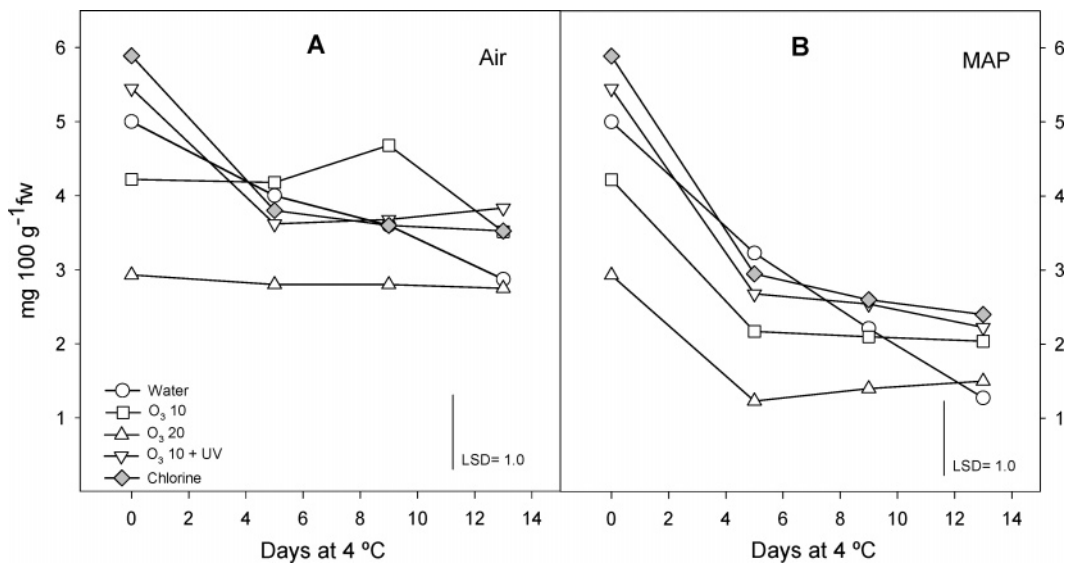 A
Air
B
MAP
6
5
4
3
2
1
mg 100 g⁻¹fw
Water
O₃ 10
O₃ 20
O₃ 10 + UV
Chlorine
LSD= 1.0
LSD= 1.0
6
5
4
3
2
1
0 2 4 6 8 10 12 14
0 2 4 6 8 10 12 14
Days at 4 ºC
Days at 4 ºC